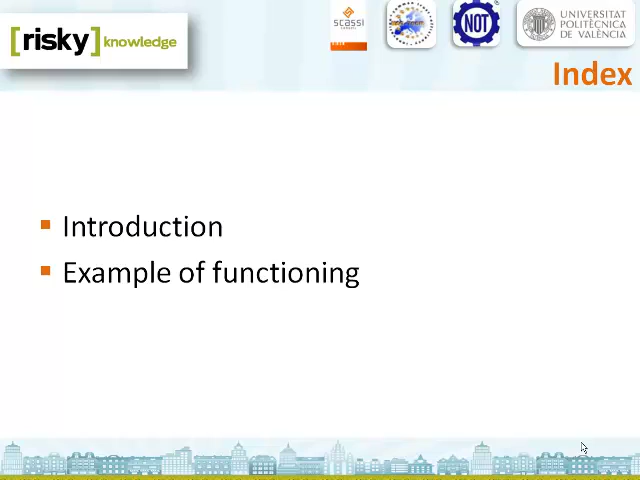 [risky] knowledge
scassi
NOT
UNIVERSITAT
POLITÈCNICA
DE VALÈNCIA
Index
Introduction
Example of functioning